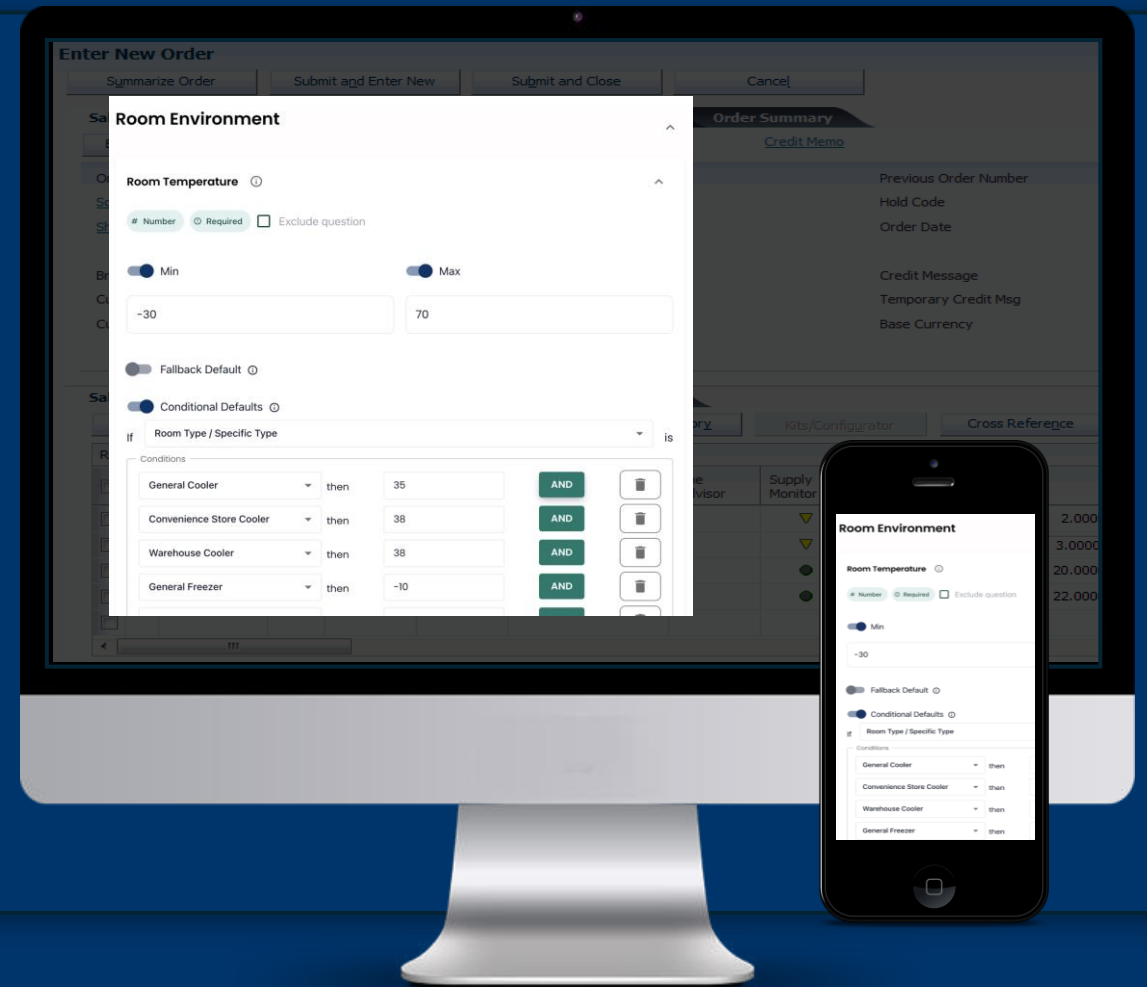 Enter New Order
Summarize Order Submit and Enter New Submit and Close Cancel
Sa Order Summary
Credit Memo
Room Environment
Room Temperature
# Number Required Exclude question
Min Max
-30 70
Fallback Default
Conditional Defaults
If Room Type / Specific Type is
Conditions
General Cooler then 35 AND
Convenience Store Cooler then 38 AND
Warehouse Cooler then 38 AND
General Freezer then -10 AND
Previous Order Number
Hold Code
Order Date
Credit Message
Temporary Credit Msg
Base Currency
Sa
Kits/Configurator Cross Reference
Supply
Monitor
2.000
3.0000
20.000
22.000
Room Environment
Room Temperature
# Number Required Exclude question
Min
-30
Fallback Default
Conditional Defaults
If Room Type / Specific Type
Conditions
General Cooler then
Convenience Store Cooler then
Warehouse Cooler then
General Freezer then